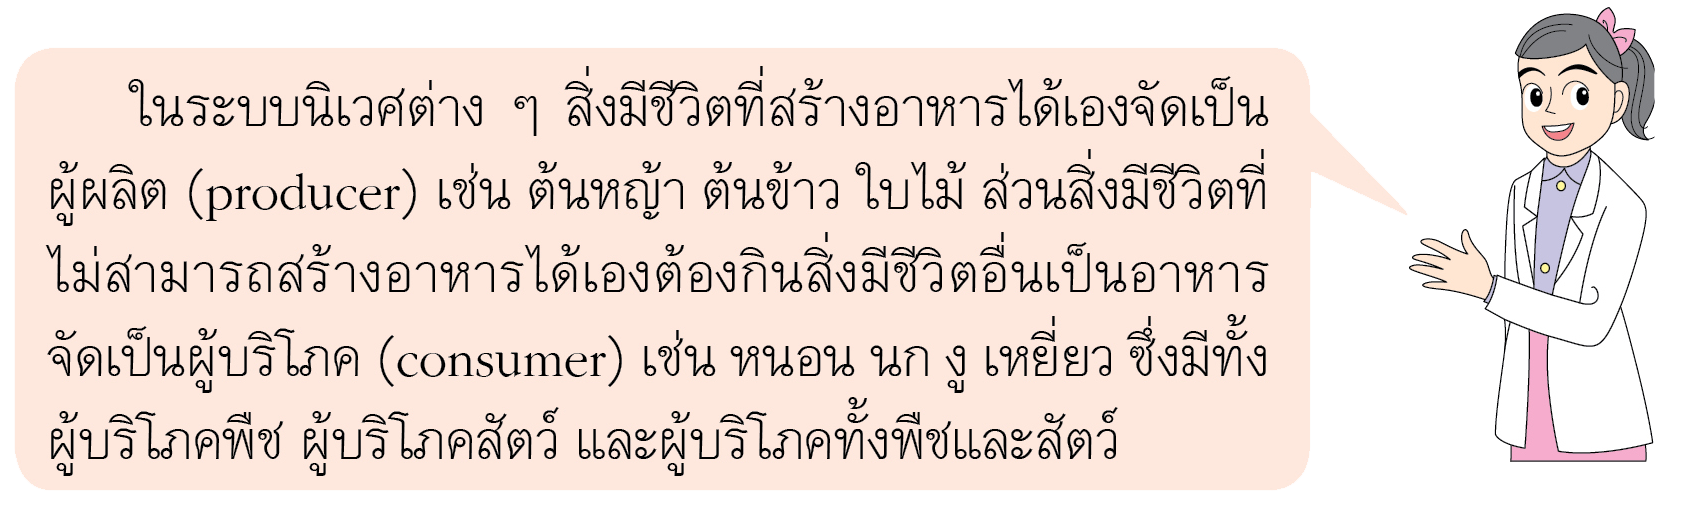 ในระบบนิเวศต่าง ๆ สิ่งมีชีวิตที่สร้างอาหารได้เองจัดเป็น
ผู้ผลิต (producer) เช่น ต้นหญ้า ต้นข้าว ใบไม้ ส่วนสิ่งมีชีวิตที่
ไม่สามารถสร้างอาหารได้เองต้องกินสิ่งมีชีวิตอื่นเป็นอาหาร
จัดเป็นผู้บริโภค (consumer) เช่น หนอน นก งู เหยี่ยว ซึ่งมีทั้ง
ผู้บริโภคพืช ผู้บริโภคสัตว์ และผู้บริโภคทั้งพืชและสัตว์